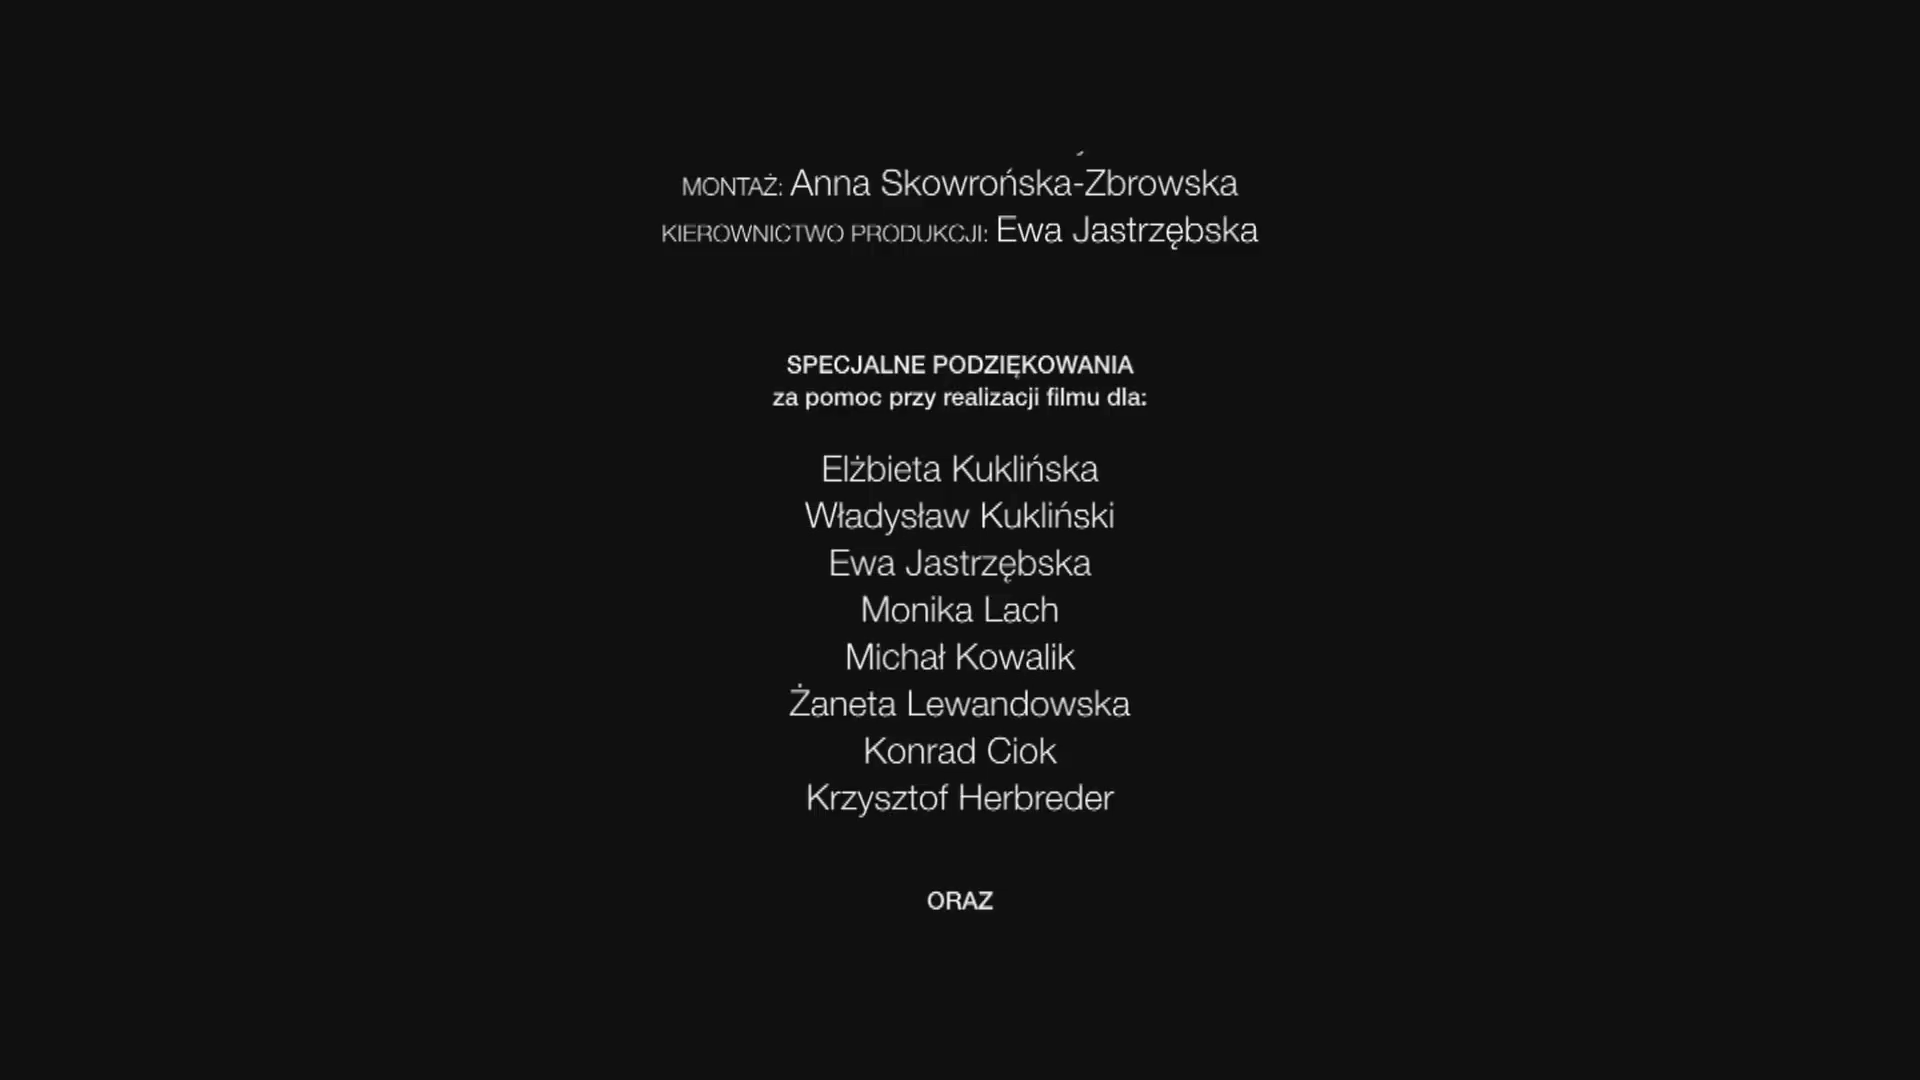 MONTAŻ: Anna Skowrońska-Zbrowska
KIEROWNICTWO PRODUKCJI: Ewa Jastrzębska
SPECJALNE PODZIĘKOWANIA
za pomoc przy realizacji filmu dla:
Elżbieta Kuklińska
Władysław Kukliński
Ewa Jastrzębska
Monika Lach
Michał Kowalik
Żaneta Lewandowska
Konrad Ciok
Krzysztof Herbreder
ORAZ